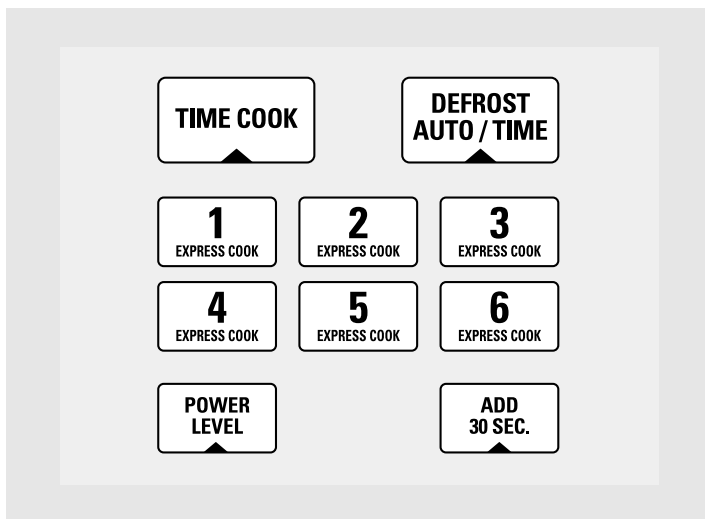 TIME COOK
DEFROST
AUTO / TIME
1
EXPRESS COOK
2
EXPRESS COOK
3
EXPRESS COOK
4
EXPRESS COOK
5
EXPRESS COOK
6
EXPRESS COOK
POWER
LEVEL
ADD
30 SEC.